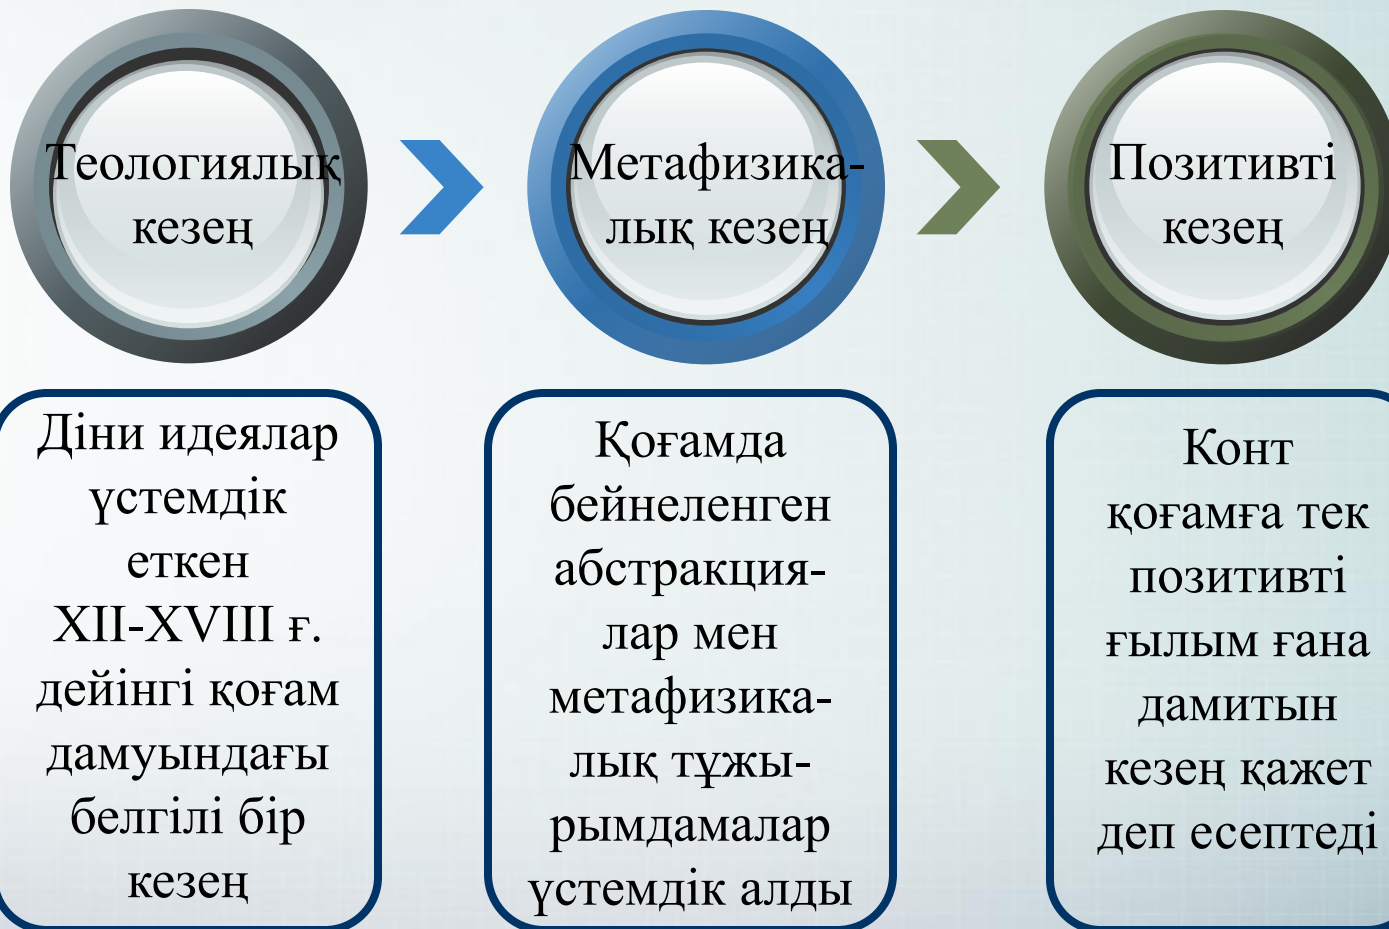 Теологиялық
кезең
Метафизика-
лық кезең
Позитивті
кезең
Діни идеялар
үстемдік
еткен
XII-XVIII ғ.
дейінгі қоғам
дамуындағы
белгілі бір
кезең
Қоғамда
бейнеленген
абстракция-
лар мен
метафизика-
лық тұжы-
рымдамалар
үстемдік алды
Конт
қоғамға тек
позитивті
ғылым ғана
дамитын
кезең қажет
деп есептеді